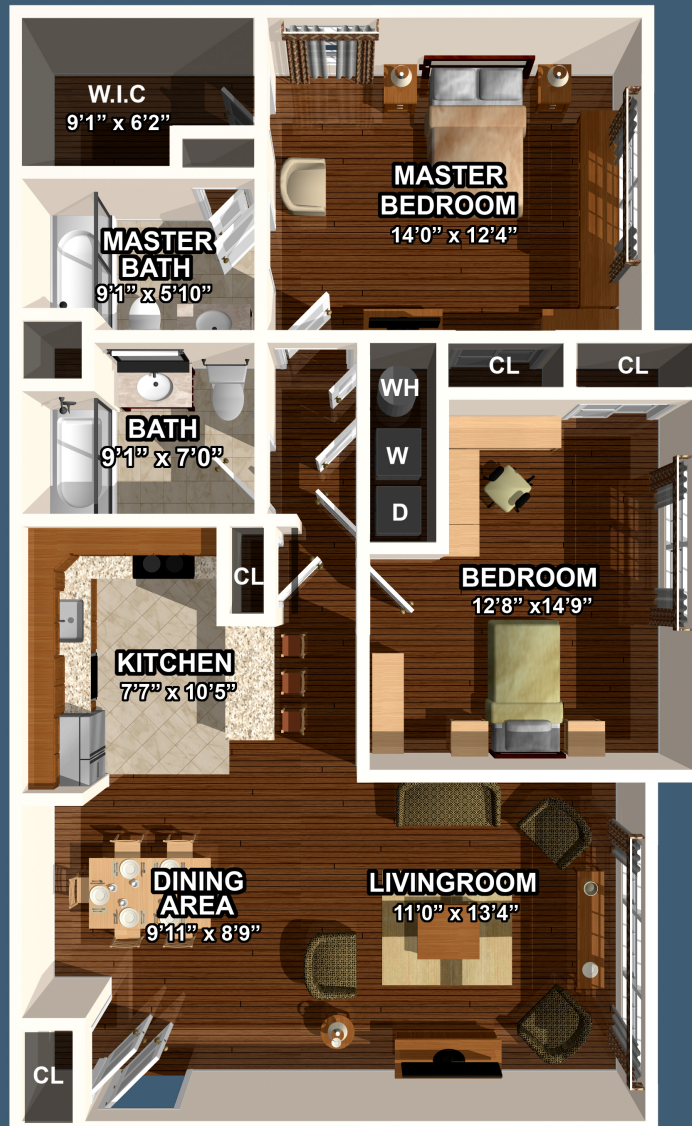 W.I.C
9’1” x 6’2”
MASTER
BEDROOM
14’0” x 12’4”
MASTER
BATH
9’1” x 5’10”
CL
CL
WH
W
D
BATH
9’1” x 7’0”
CL
BEDROOM
12’8” x14’9”
KITCHEN
7’7” x 10’5”
DINING
AREA
9’11” x 8’9”
LIVINGROOM
11’0” x 13’4”
CL